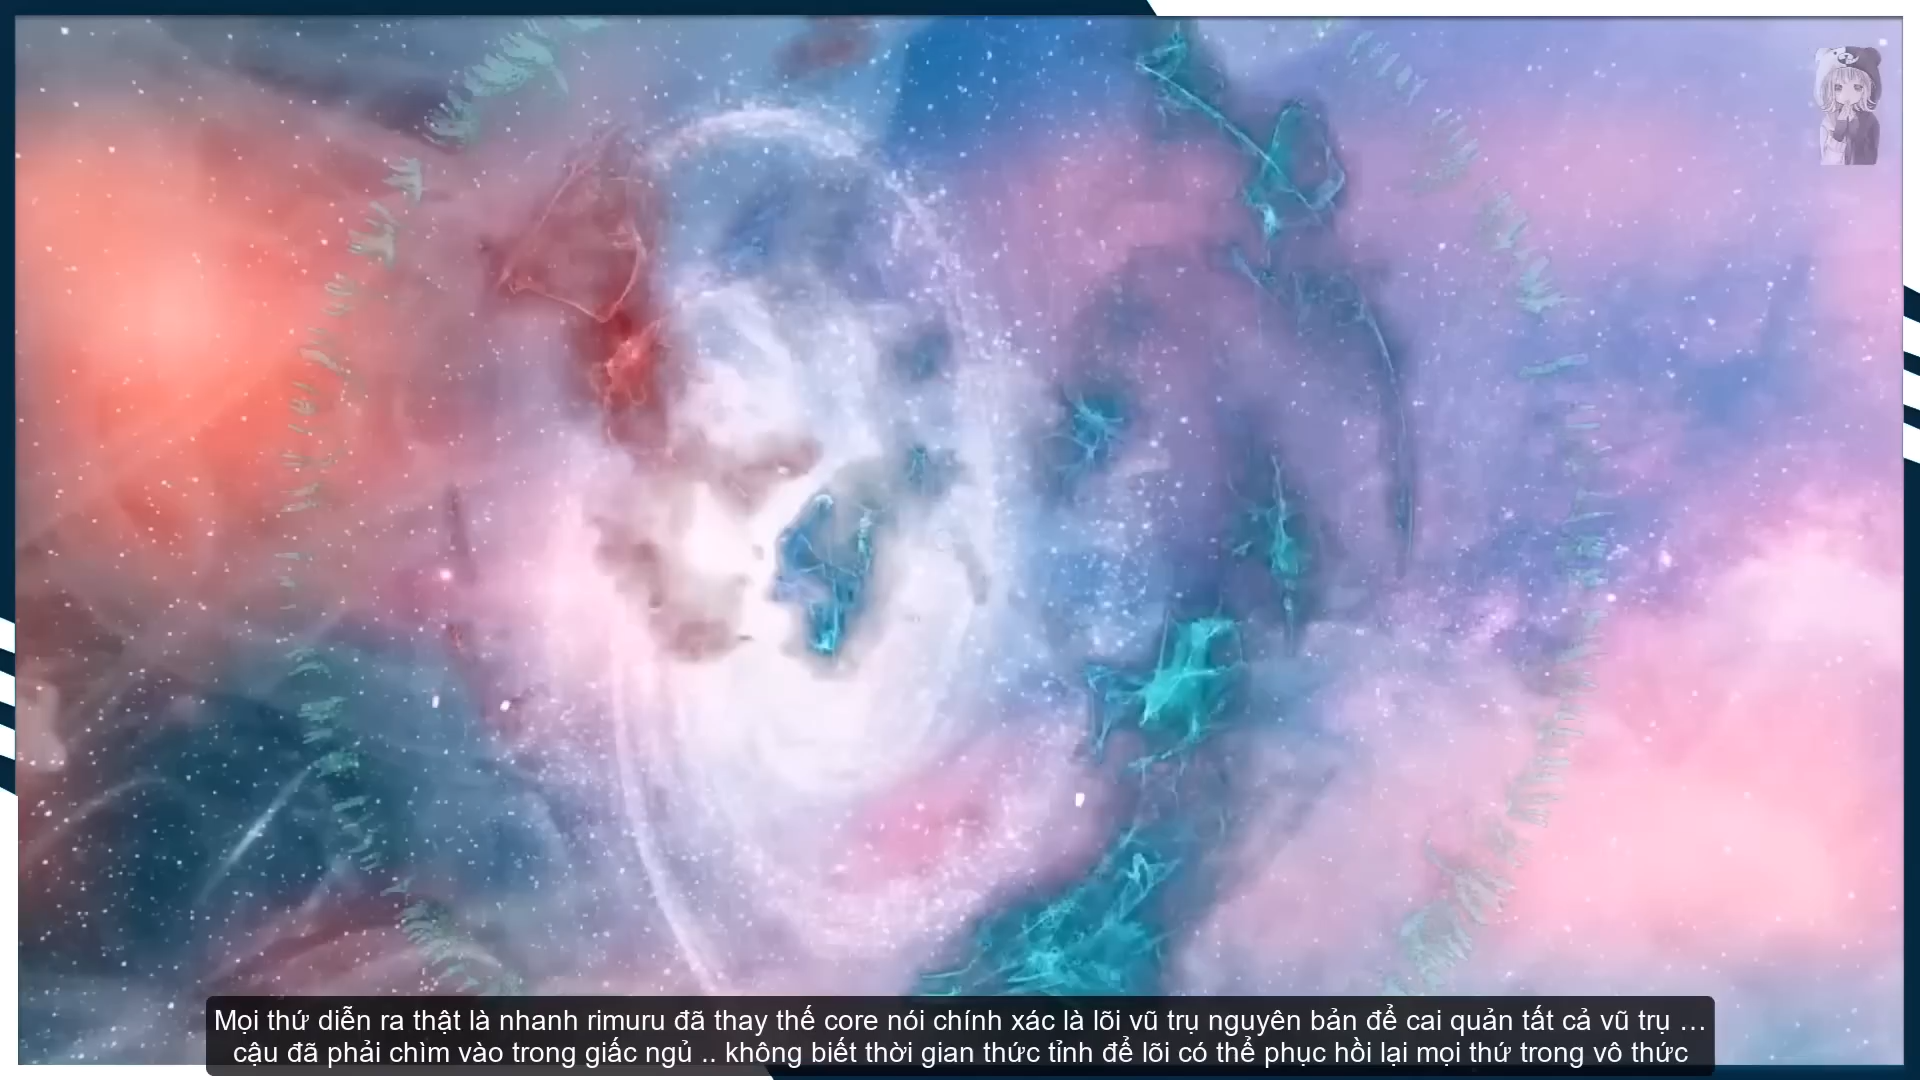 Mọi thứ diễn ra thật là nhanh rimuru đã thay thế core nói chính xác là lõi vũ trụ nguyên bản để cai quản tất cả vũ trụ …
cậu đã phải chìm vào trong giấc ngủ .. không biết thời gian thức tỉnh để lõi có thể phục hồi lại mọi thứ trong vô thức